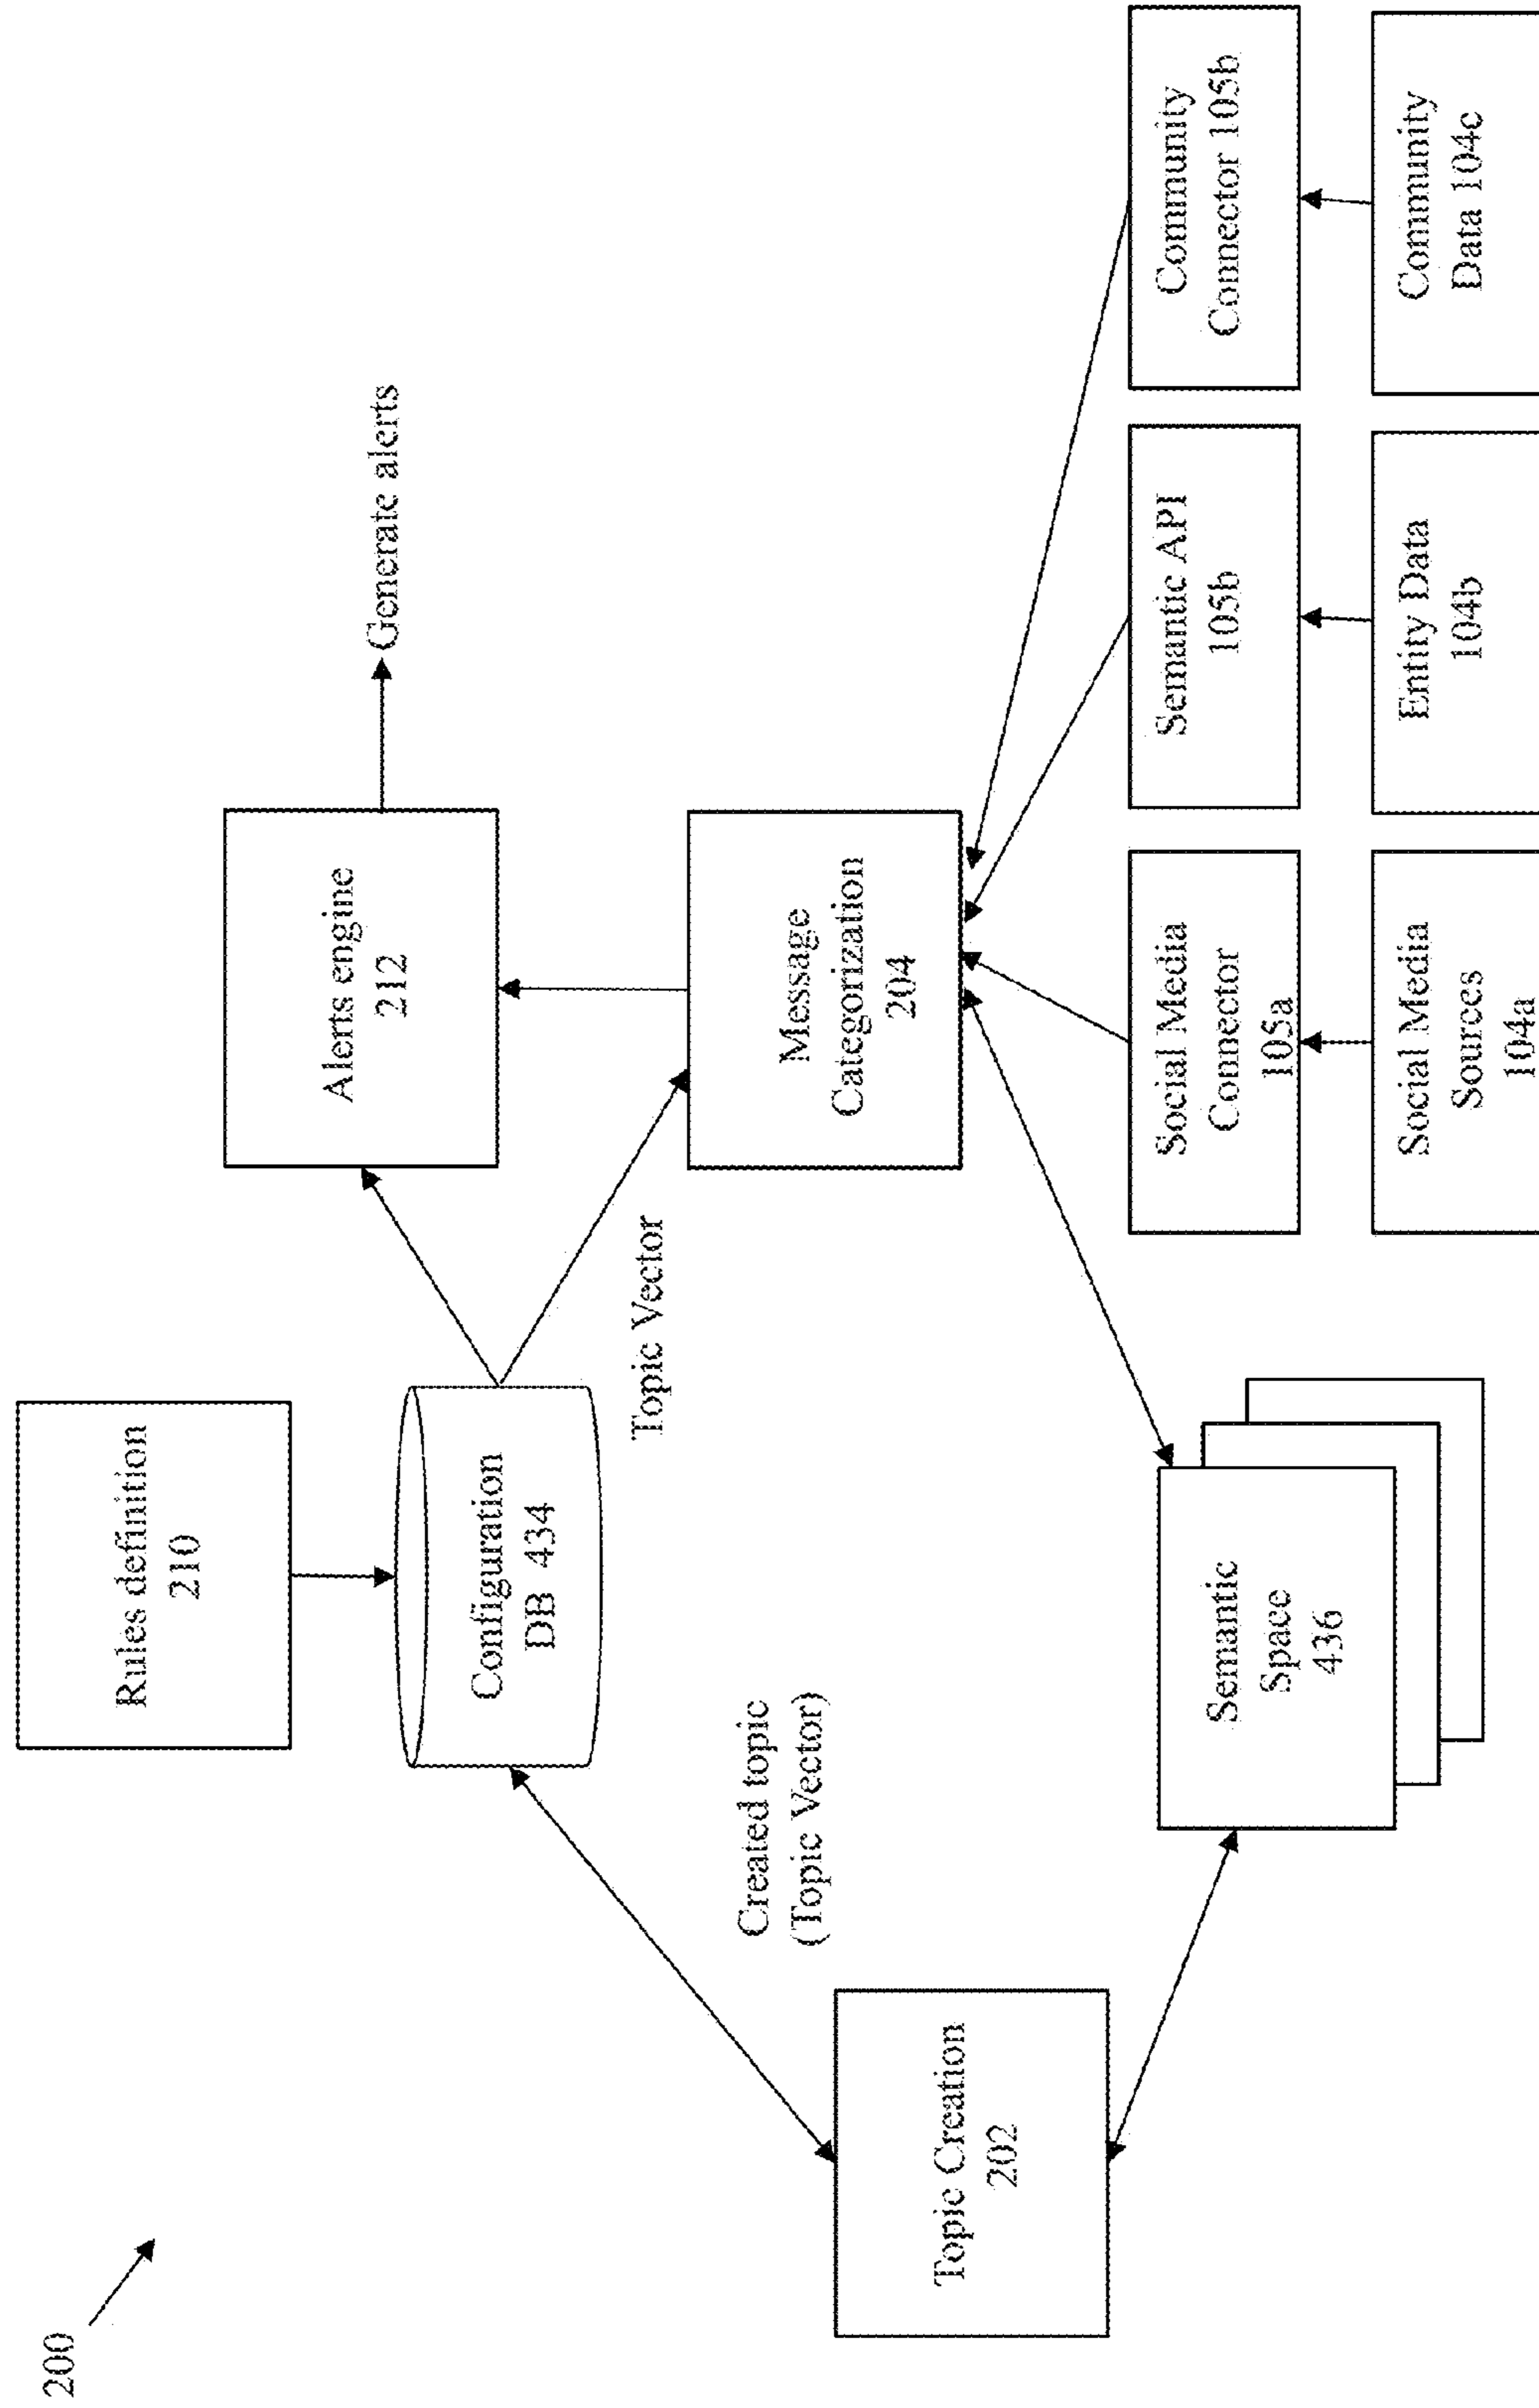 200
Rules definition
210
Alerts engine
212
Generate alerts
Configuration
DB 434
Topic Vector
Created topic
(Topic Vector)
Message
Categorization
204
Topic Creation
202
Semantic
Space
436
Social Media
Connector
105a
Semantic API
105b
Community
Connector 105b
Social Media
Sources
104a
Entity Data
104b
Community
Data 104c